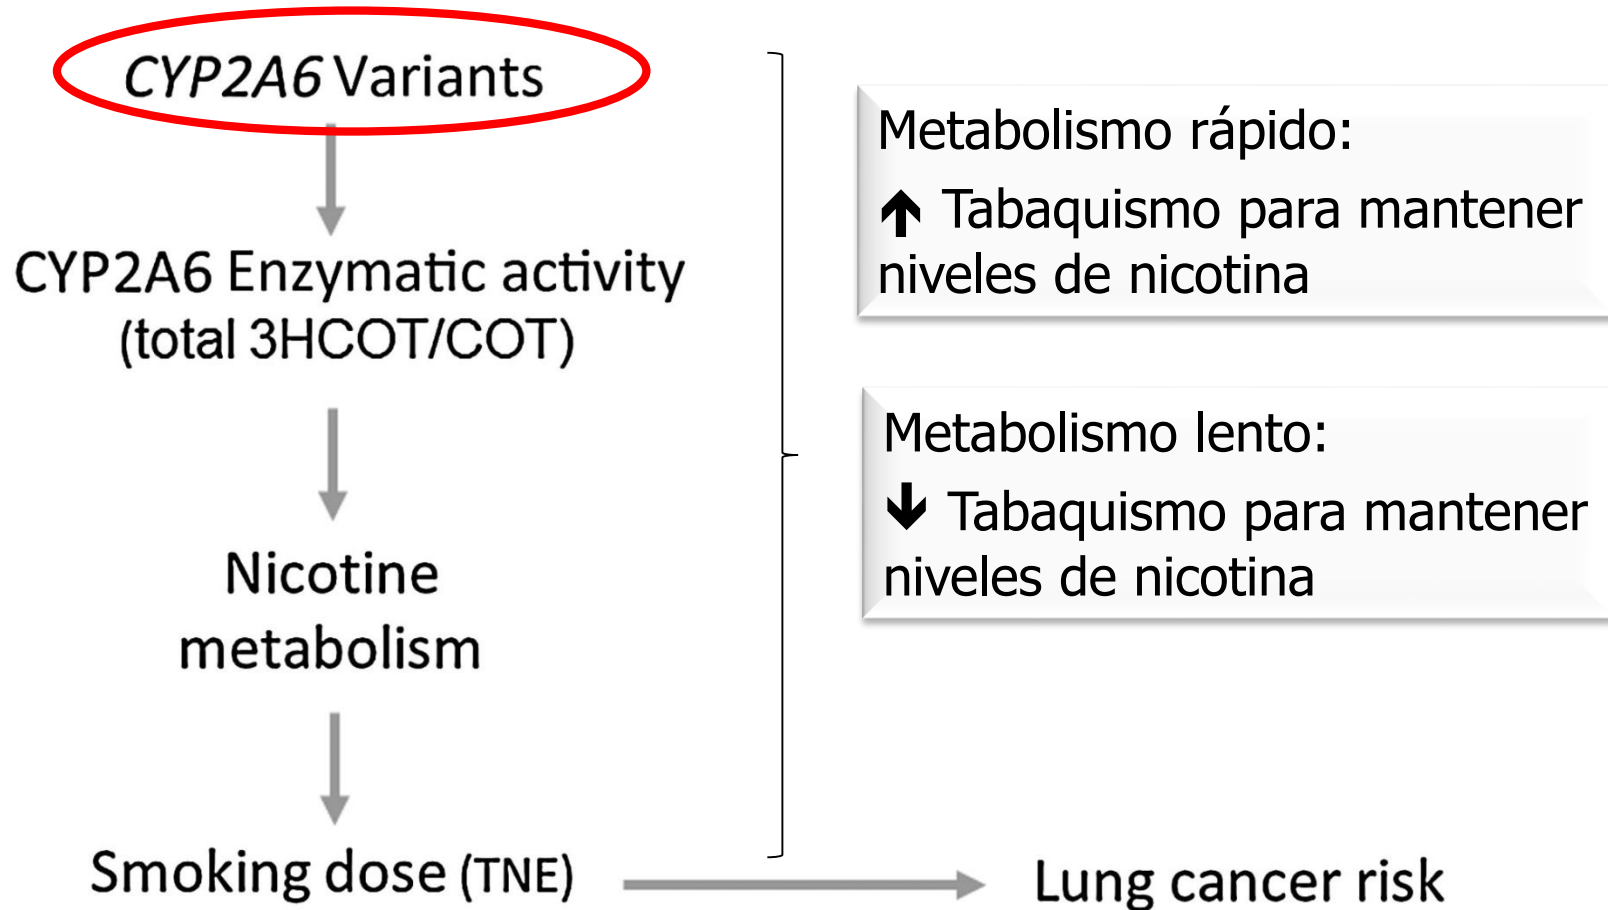 CYP2A6 Variants
CYP2A6 Enzymatic activity
(total 3HCOT/COT)
Nicotine
metabolism
Smoking dose (TNE)
Lung cancer risk
Metabolismo rápido:
↑ Tabaquismo para mantener
niveles de nicotina
Metabolismo lento:
↓ Tabaquismo para mantener
niveles de nicotina